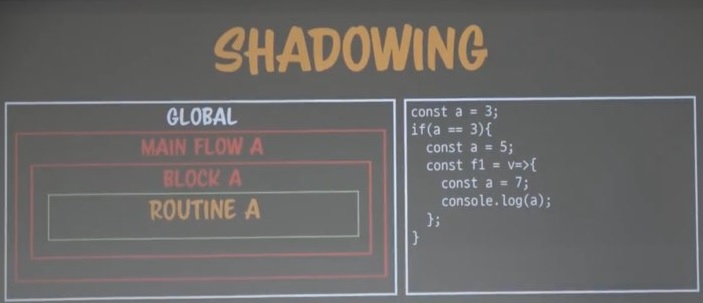 SHADOWING
GLOBAL
MAIN FLOW A
BLOCK A
ROUTINE A
const a = 3;
if(a == 3){
  const a = 5;
  const f1 = v=>{
    const a = 7;
    console.log(a);
  };
}